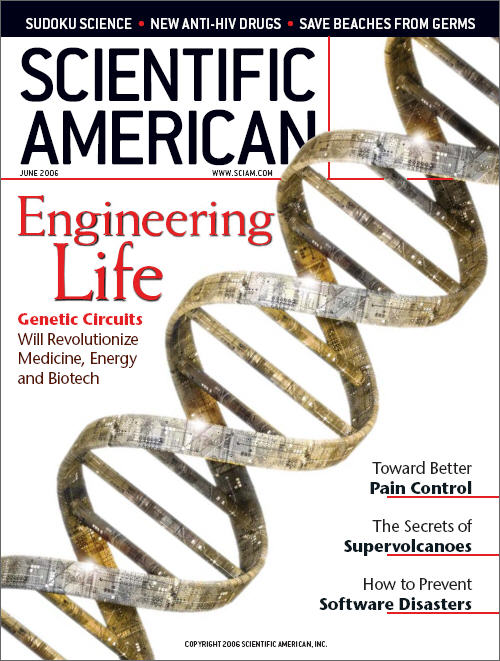 SUDOKU SCIENCE • NEW ANTI-HIV DRUGS • SAVE BEACHES FROM GERMS
SCIENTIFIC
AMERICAN
JUNE 2006 WWW.SCIAM.COM
Engineering
Life
Genetic Circuits
Will Revolutionize
Medicine, Energy
and Biotech
Toward Better
Pain Control
The Secrets of
Supervolcanoes
How to Prevent
Software Disasters
COPYRIGHT 2006 SCIENTIFIC AMERICAN, INC.